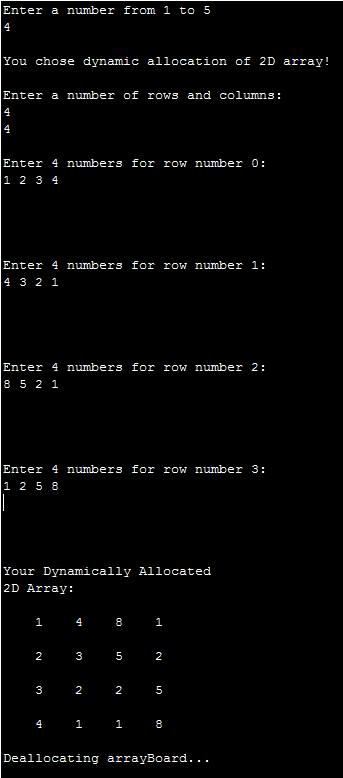 Enter a number from 1 to 5
4
You chose dynamic allocation of 2D array!
Enter a number of rows and columns:
4
4
Enter 4 numbers for row number 0:
1 2 3 4
Enter 4 numbers for row number 1:
4 3 2 1
Enter 4 numbers for row number 2:
8 5 2 1
Enter 4 numbers for row number 3:
1 2 5 8
Your Dynamically Allocated
2D Array:
1 4 8 1
2 3 5 2
3 2 2 5
4 1 1 8
Deallocating arrayBoard...